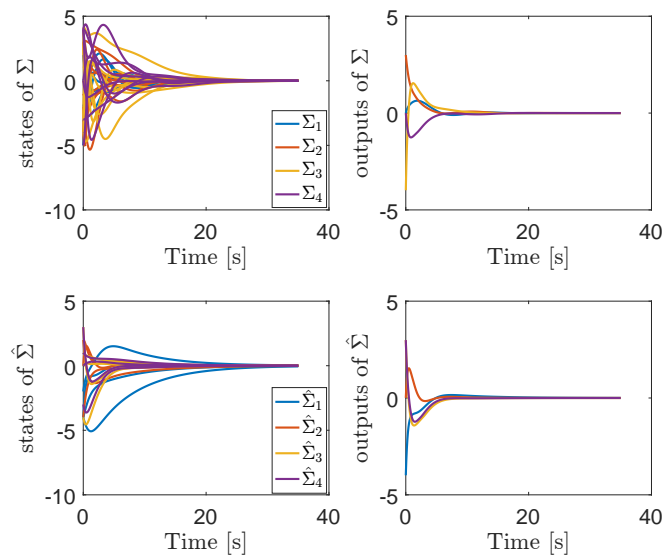 states of Σ
5
0
-5
-10
0
20
40
Time [s]
Σ₁
Σ₂
Σ₃
Σ₄
outputs of Σ
5
0
-5
0
20
40
Time [s]
states of Σ̂
5
0
-5
-10
0
20
40
Time [s]
Σ̂₁
Σ̂₂
Σ̂₃
Σ̂₄
outputs of Σ̂
5
0
-5
0
20
40
Time [s]